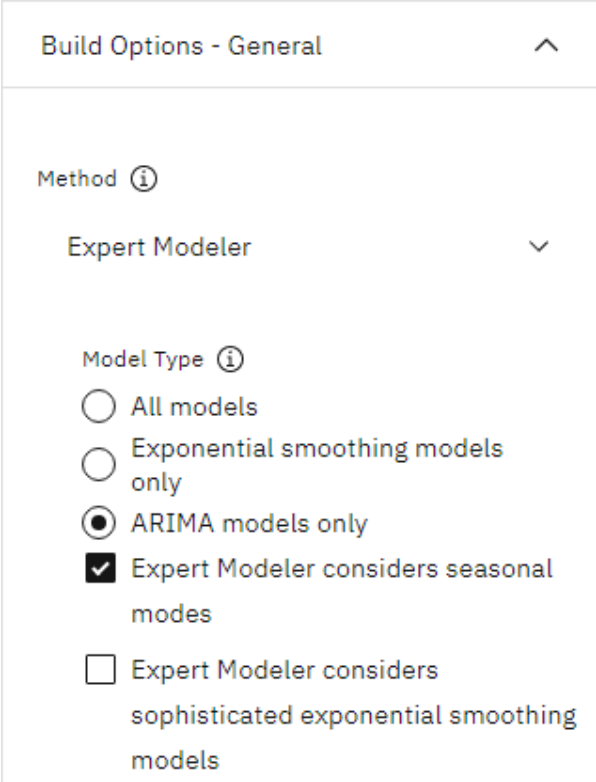 Build Options - General
Method
Expert Modeler
Model Type
All models
Exponential smoothing models
only
ARIMA models only
Expert Modeler considers seasonal
modes
Expert Modeler considers
sophisticated exponential smoothing
models